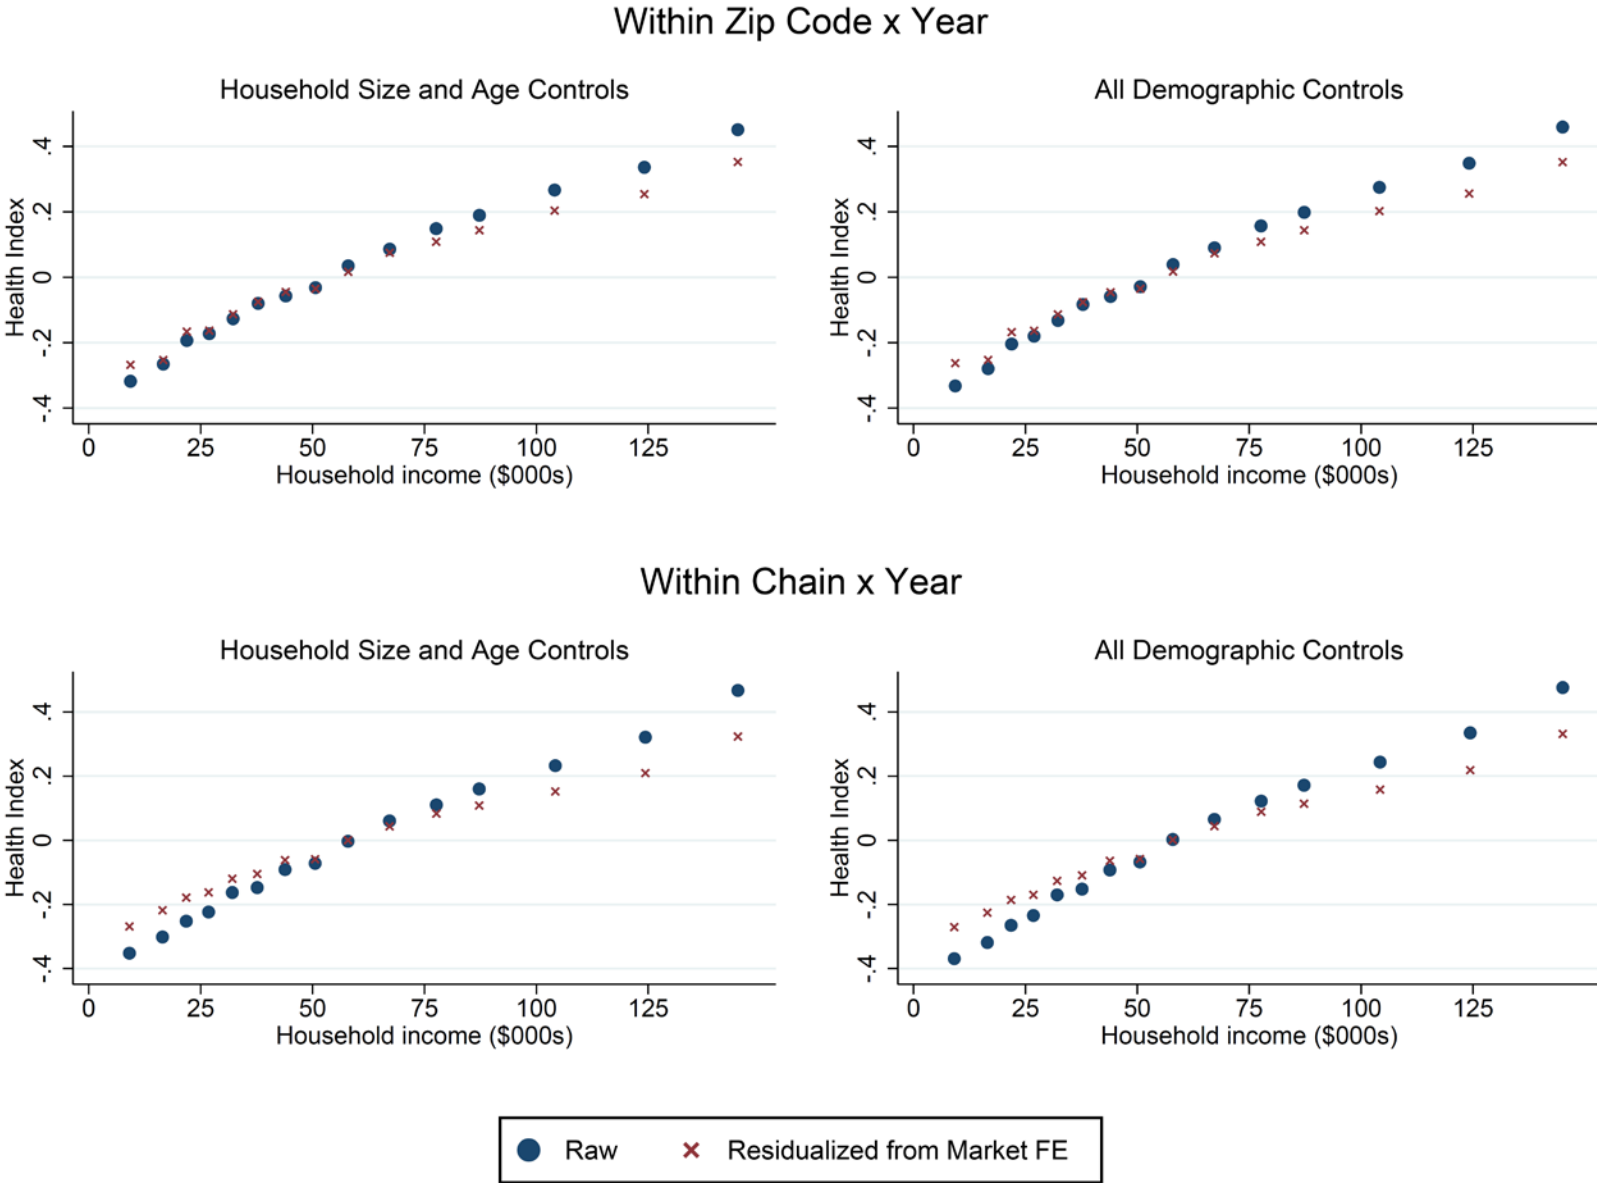 Within Zip Code x Year
Household Size and Age Controls
Health Index
.4
.2
0
-.2
-.4
0 25 50 75 100 125
Household income ($000s)
All Demographic Controls
Health Index
.4
.2
0
-.2
-.4
0 25 50 75 100 125
Household income ($000s)
Within Chain x Year
Household Size and Age Controls
Health Index
.4
.2
0
-.2
-.4
0 25 50 75 100 125
Household income ($000s)
All Demographic Controls
Health Index
.4
.2
0
-.2
-.4
0 25 50 75 100 125
Household income ($000s)
Raw Residualized from Market FE